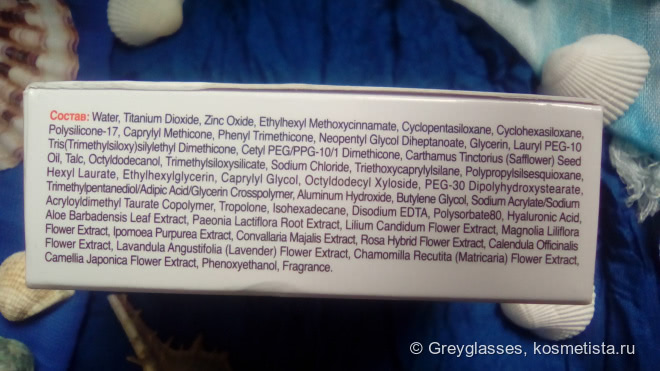 Состав: Water, Titanium Dioxide, Zinc Oxide, Ethylhexyl Methoxycinnamate, Cyclopentasiloxane, Cyclohexasiloxane,
Polysilicone-17, Caprylyl Methicone, Phenyl Trimethicone, Neopentyl Glycol Diheptanoate, Glycerin, Lauryl PEG-10
Tris(Trimethylsiloxy)silylethyl Dimethicone, Cetyl PEG/PPG-10/1 Dimethicone, Carthamus Tinctorius (Safflower) Seed
Oil, Talc, Octyldodecanol, Trimethylsiloxysilicate, Sodium Chloride, Triethoxycaprylylsilane, Polypropylsilsesquioxane,
Hexyl Laurate, Ethylhexylglycerin, Caprylyl Glycol, Octyldodecyl Xyloside, PEG-30 Dipolyhydroxystearate,
Trimethylpentanediol/Adipic Acid/Glycerin Crosspolymer, Aluminum Hydroxide, Butylene Glycol, Sodium Acrylate/Sodium
Acryloyldimethyl Taurate Copolymer, Tropolone, Isohexadecane, Disodium EDTA, Polysorbate80, Hyaluronic Acid,
Aloe Barbadensis Leaf Extract, Paeonia Lactiflora Root Extract, Lilium Candidum Flower Extract, Magnolia Liliflora
Flower Extract, Ipomoea Purpurea Extract, Convallaria Majalis Extract, Rosa Hybrid Flower Extract, Calendula Officinalis
Flower Extract, Lavandula Angustifolia (Lavender) Flower Extract, Chamomilla Recutita (Matricaria) Flower Extract,
Camellia Japonica Flower Extract, Phenoxyethanol, Fragrance.
© Greyglasses, kosmetista.ru